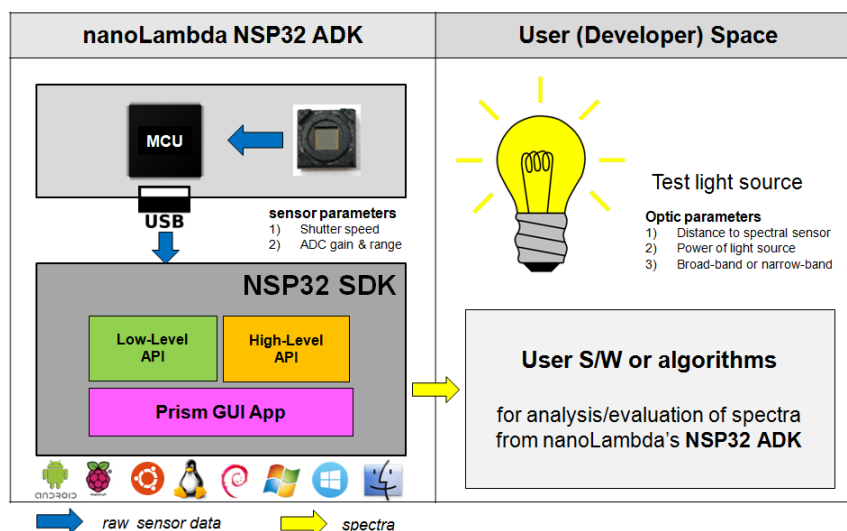 nanoLambda NSP32 ADK
User (Developer) Space
MCU
USB
sensor parameters
1) Shutter speed
2) ADC gain & range
Test light source
Optic parameters
1) Distance to spectral sensor
2) Power of light source
3) Broad-band or narrow-band
NSP32 SDK
Low-Level
API
High-Level
API
Prism GUI App
User S/W or algorithms
for analysis/evaluation of spectra
from nanoLambda's NSP32 ADK
ANDROID
raw sensor data
spectra